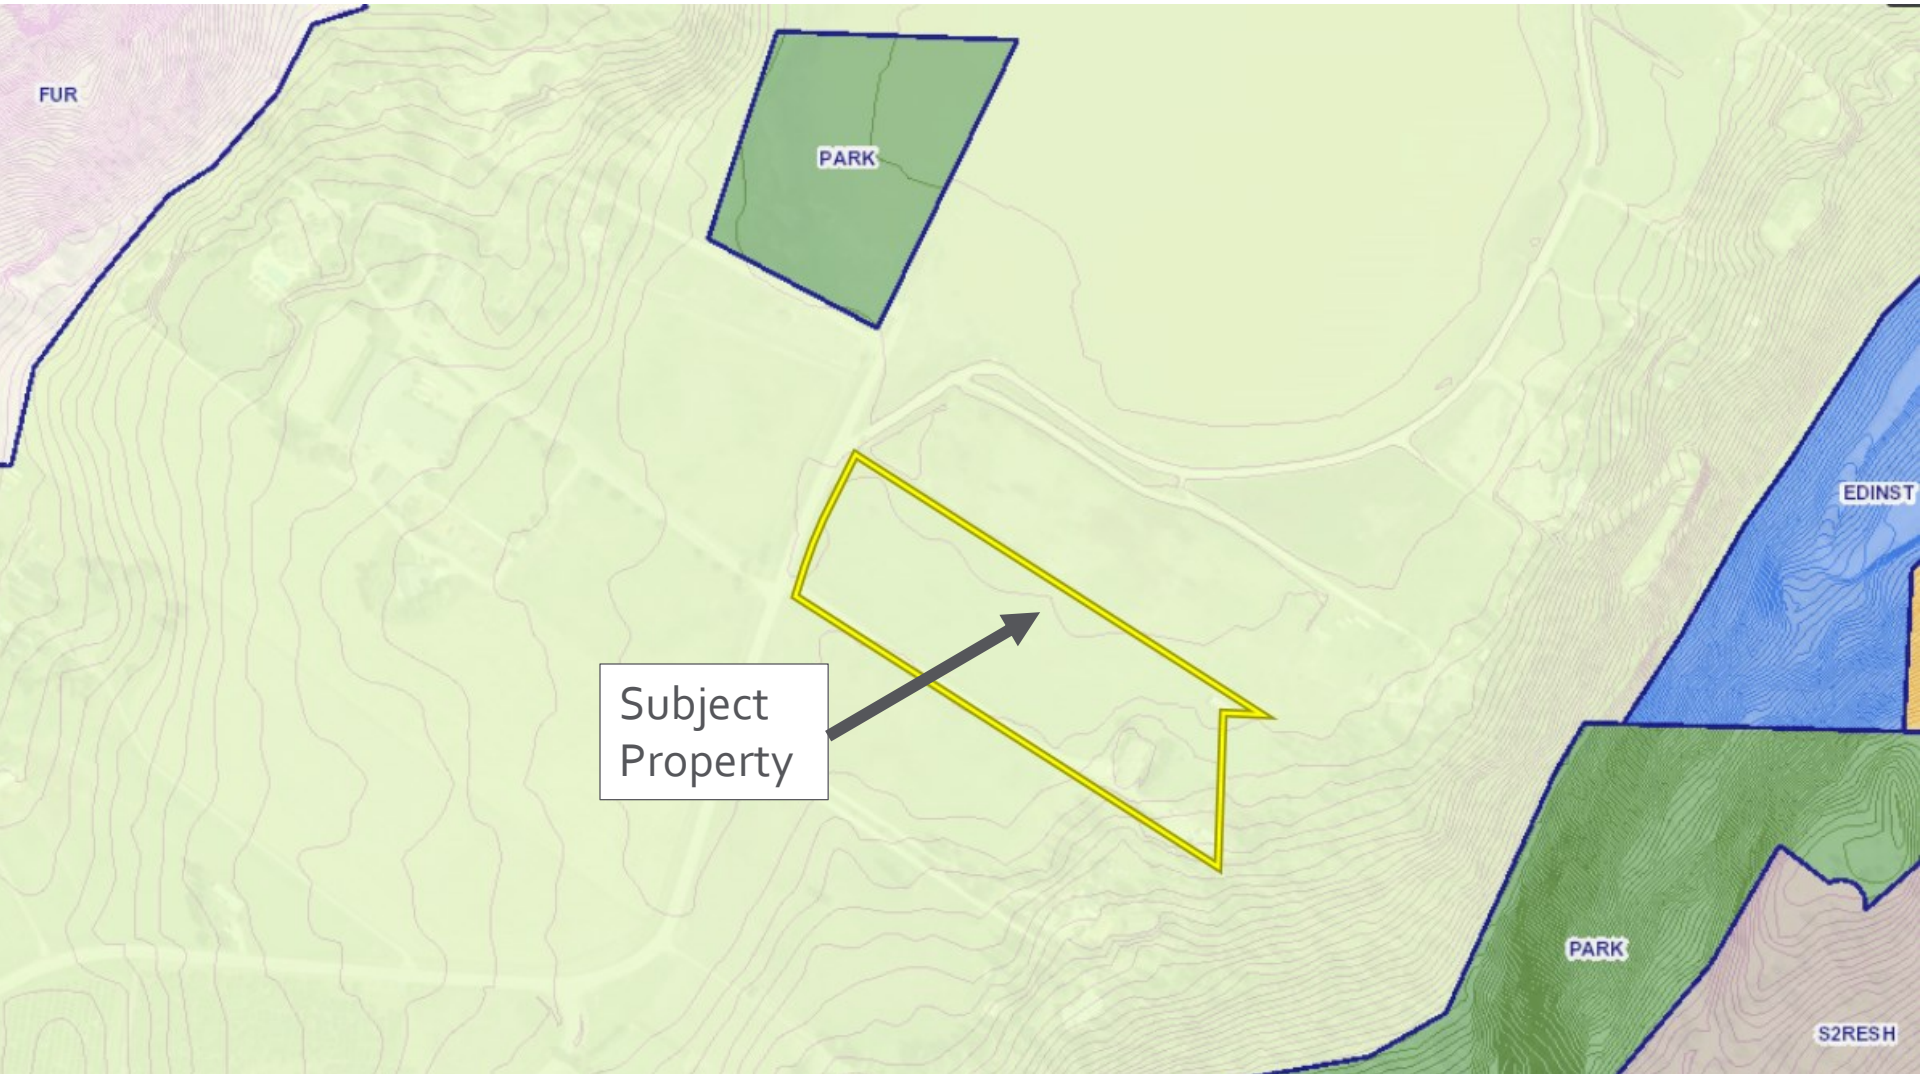 FUR
PARK
EDINST
Subject
Property
PARK
S2RESH